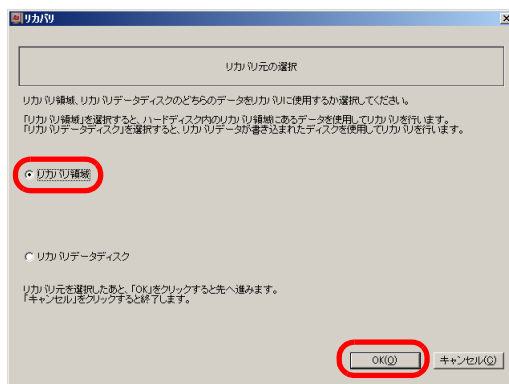 リカバリ
リカバリ元の選択
リカバリ領域、リカバリデータディスクのどちらのデータをリカバリに使用するか選択してください。
「リカバリ領域」を選択すると、ハードディスク内のリカバリ領域にあるデータを使用してリカバリを行います。
「リカバリデータディスク」を選択すると、リカバリデータが書き込まれたディスクを使用してリカバリを行います。
リカバリ領域
リカバリデータディスク
リカバリ元を選択したあと、「OK」をクリックすると先へ進みます。
「キャンセル」をクリックすると終了します。
OK(O) キャンセル(C)